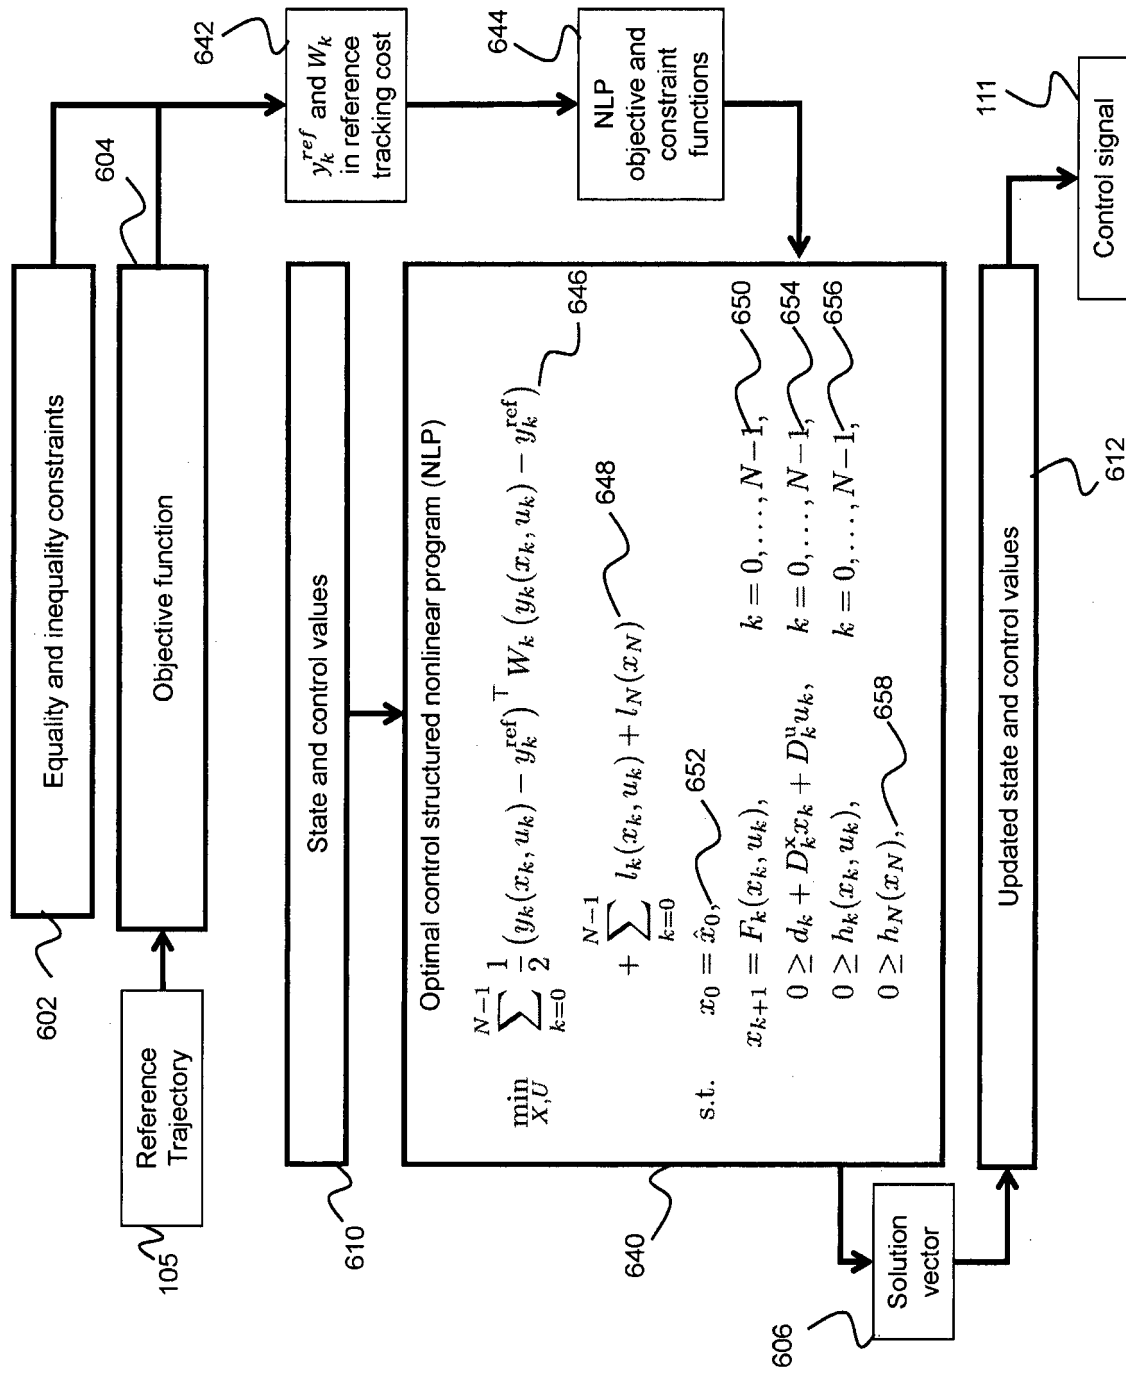 602
Equality and inequality constraints
Reference
Trajectory
105
Objective function
604
642
y_k^{ref} and W_k
in reference
tracking cost
644
NLP
objective and
constraint
functions
610
State and control values
640
Optimal control structured nonlinear program (NLP)
\min_{X,U} \sum_{k=0}^{N-1} \frac{1}{2} (y_k(x_k, u_k) − y_k^{ref})^⊤ W_k (y_k(x_k, u_k) − y_k^{ref}) 646
+ \sum_{k=0}^{N-1} l_k(x_k, u_k) + l_N(x_N) 648
s.t. x_0 = \hat{x}_0, 652
x_{k+1} = F_k(x_k, u_k), k = 0, …, N−1, 650
0 ≥ d_k + D_k^x x_k + D_k^u u_k, k = 0, …, N−1, 654
0 ≥ h_k(x_k, u_k), k = 0, …, N−1, 656
0 ≥ h_N(x_N), 658
606
Solution
vector
Updated state and control values
612
Control signal
111